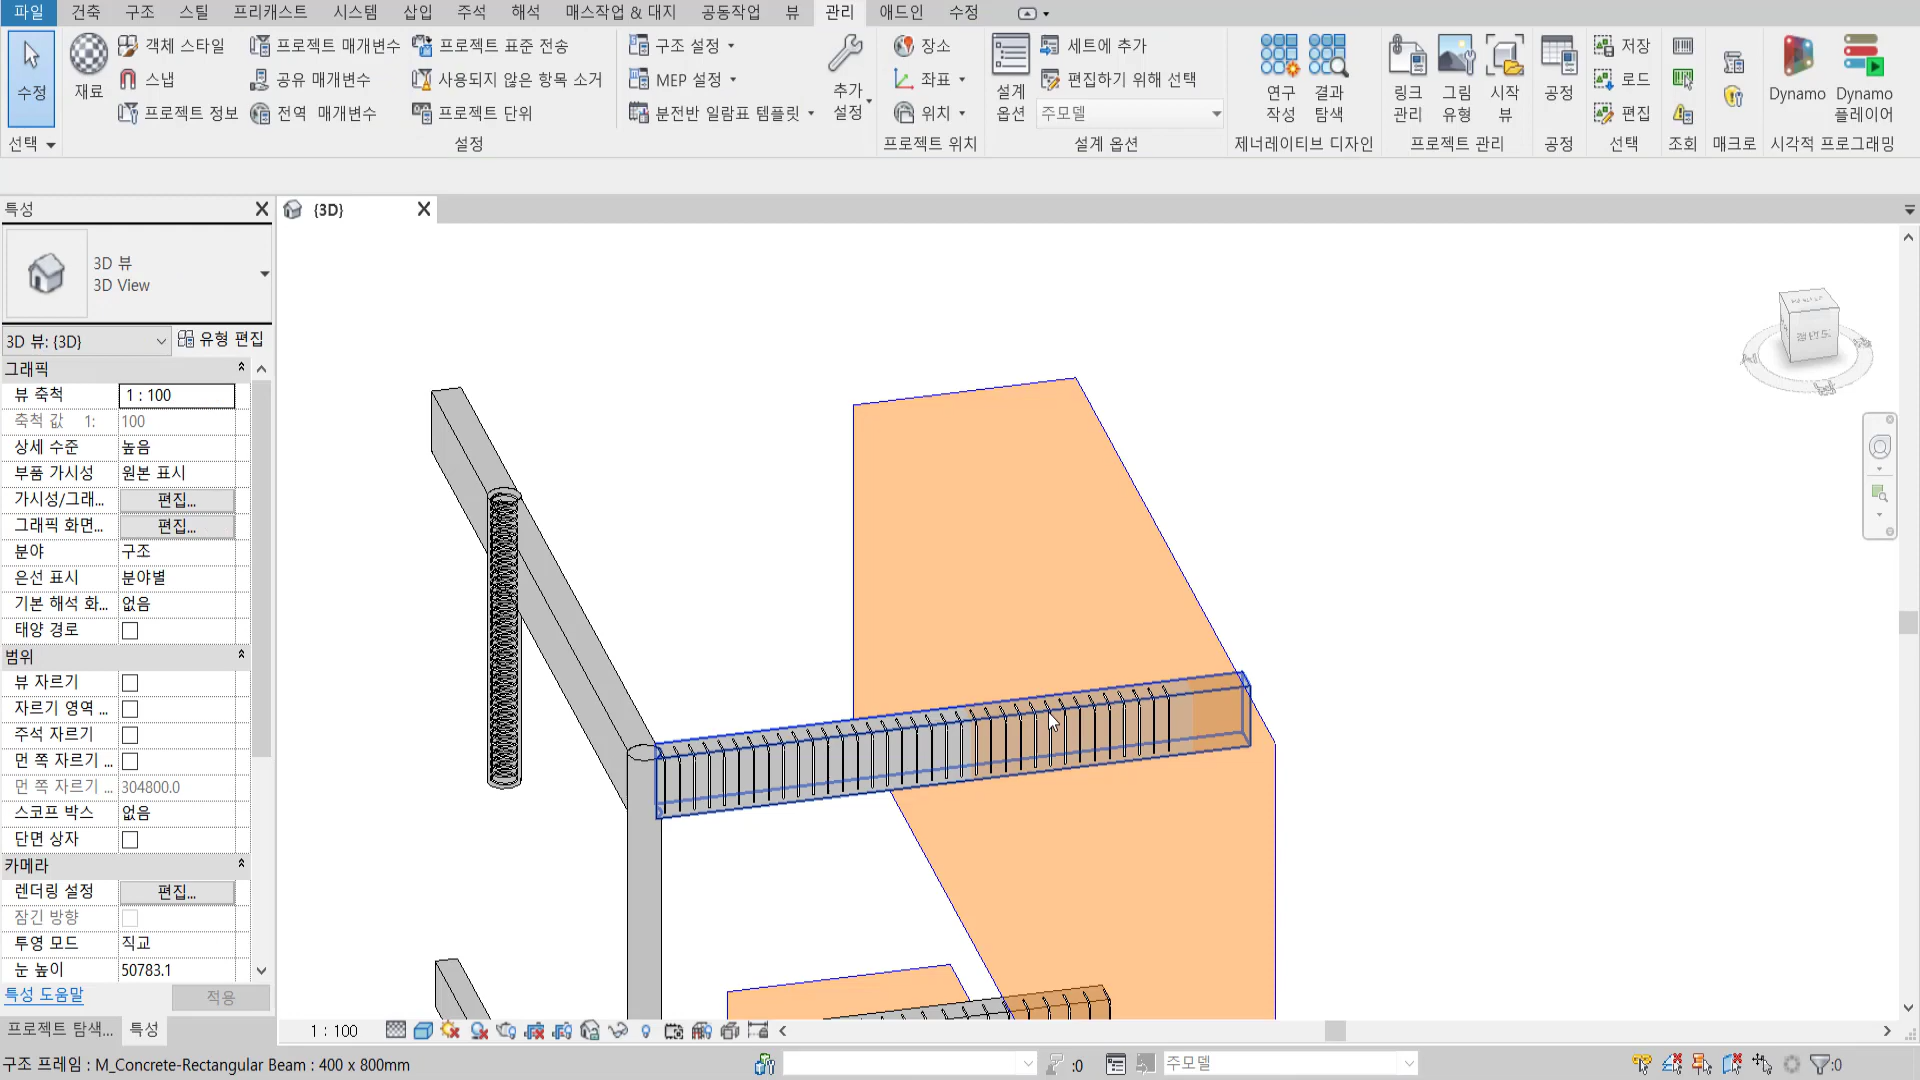 파일 건축 구조 스틸 프리캐스트 시스템 삽입 주석 해석 매스작업 & 대지 공동작업 뷰 관리 애드인 수정
수정
선택
재료
객체 스타일
스냅
프로젝트 정보
프로젝트 매개변수
공유 매개변수
전역 매개변수
프로젝트 표준 전송
사용되지 않은 항목 소거
프로젝트 단위
설정
구조 설정
MEP 설정
분전반 일람표 템플릿
추가
설정
장소
좌표
위치
프로젝트 위치
설계
옵션
세트에 추가
편집하기 위해 선택
주모델
설계 옵션
연구
작성
결과
탐색
제너레이티브 디자인
링크
관리
그림
유형
시작
뷰
프로젝트 관리
공정
공정
저장
로드
편집
선택
조회
매크로
Dynamo
Dynamo
플레이어
시각적 프로그래밍
특성
{3D}
3D 뷰
3D View
3D 뷰: {3D}
유형 편집
그래픽
뷰 축척 1 : 100
축척 값 1: 100
상세 수준 높음
부품 가시성 원본 표시
가시성/그래... 편집...
그래픽 화면... 편집...
분야 구조
은선 표시 분야별
기본 해석 화... 없음
태양 경로
범위
뷰 자르기
자르기 영역 ...
주석 자르기
먼 쪽 자르기 ...
먼 쪽 자르기 ... 304800.0
스코프 박스 없음
단면 상자
카메라
렌더링 설정 편집...
잠긴 방향
투영 모드 직교
눈 높이 50783.1
특성 도움말
적용
프로젝트 탐색...
특성
1 : 100
구조 프레임 : M_Concrete-Rectangular Beam : 400 x 800mm
:0
주모델
:0